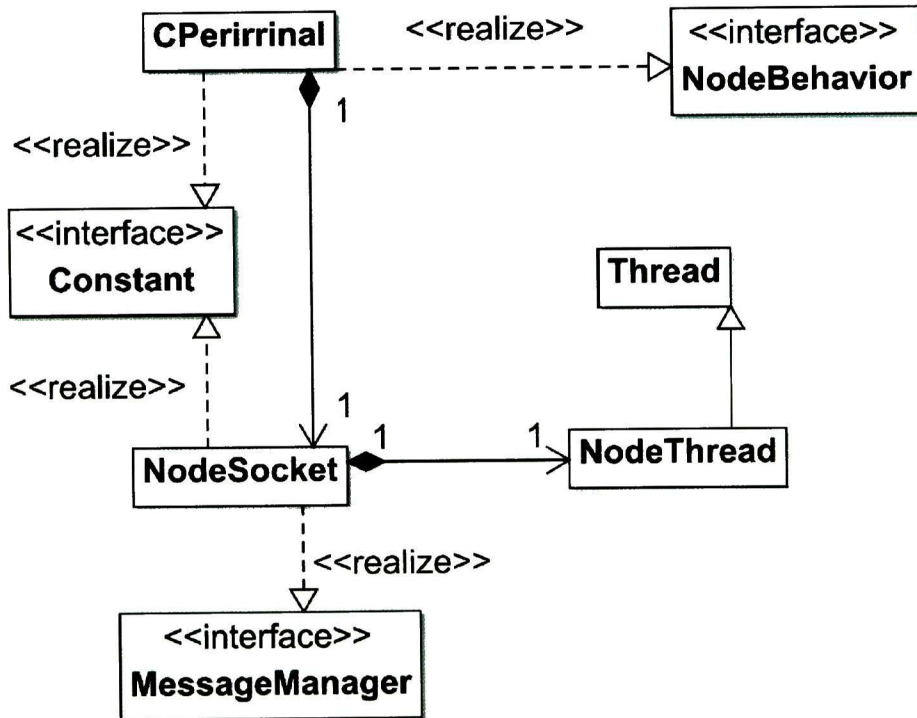 CPerirrinal
<<realize>>
<<interface>>
NodeBehavior
1
<<realize>>
<<interface>>
Constant
Thread
<<realize>>
1
1
1
NodeSocket
NodeThread
<<realize>>
<<interface>>
MessageManager